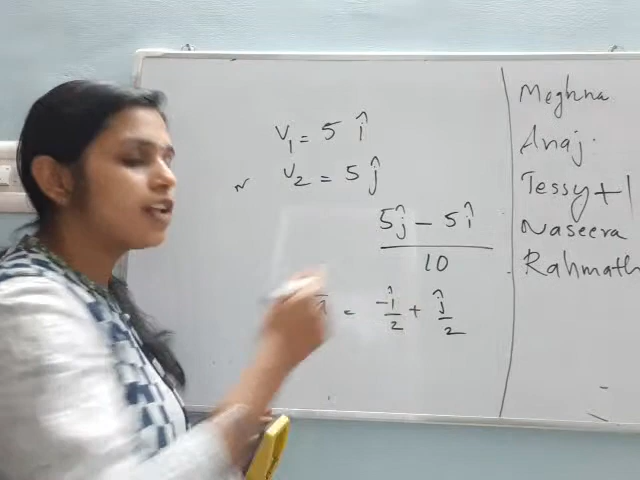 V₁ = 5 î
V₂ = 5 ĵ
5ĵ − 5î
10
= -î/2 + ĵ/2
Meghna
Anaj.
Tessy + 1
Naseera
Rahmath